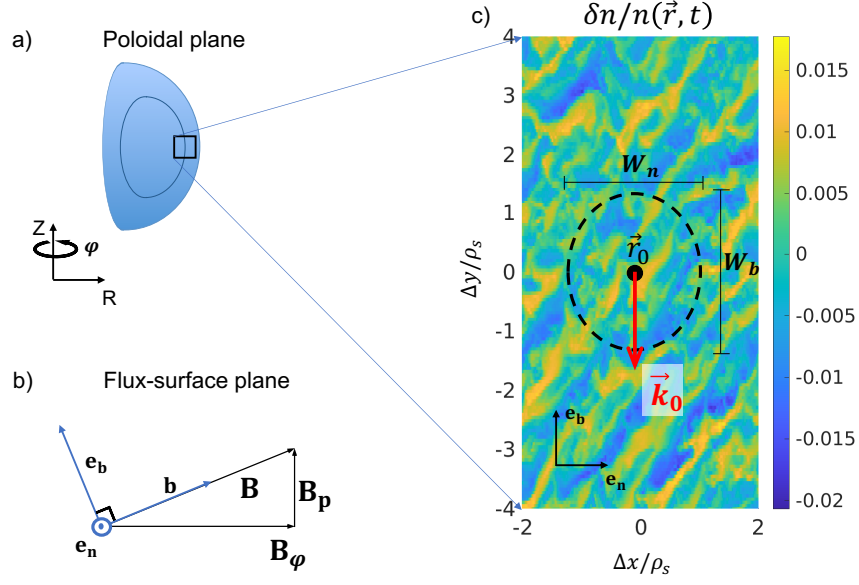 a) Poloidal plane
Z
φ
R
b) Flux-surface plane
e_b
b
B
B_p
e_n
B_φ
c) δn/n(r⃗, t)
4
3
2
1
0
-1
-2
-3
-4
Δy/ρ_s
W_n
r⃗_0
W_b
k⃗_0
e_b
e_n
-2
0
2
Δx/ρ_s
0.015
0.01
0.005
0
-0.005
-0.01
-0.015
-0.02